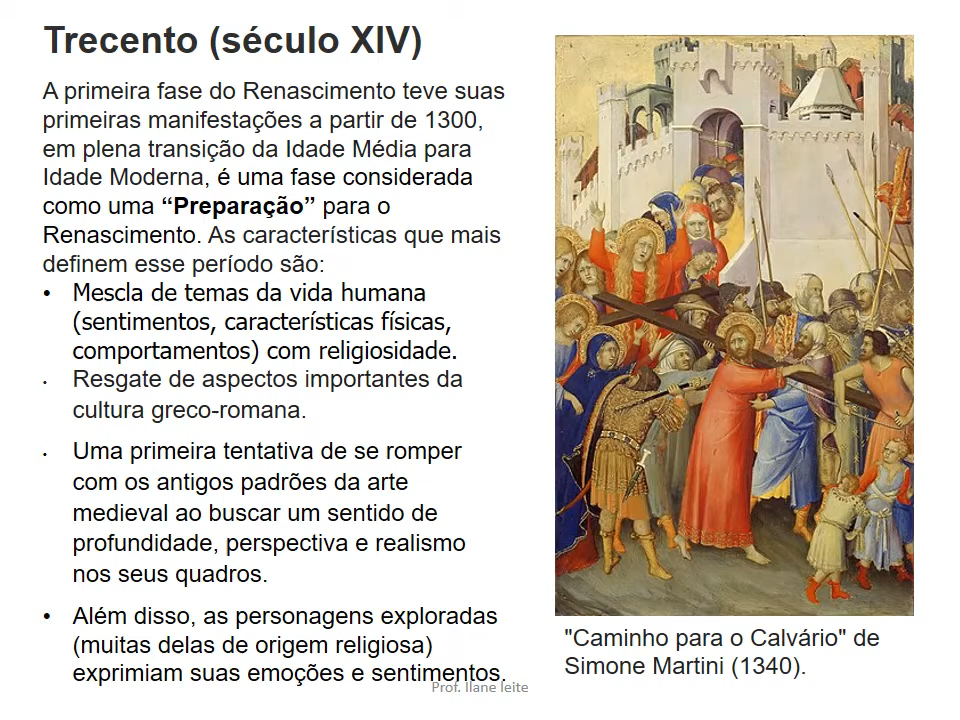 Trecento (século XIV)
A primeira fase do Renascimento teve suas
primeiras manifestações a partir de 1300,
em plena transição da Idade Média para
Idade Moderna, é uma fase considerada
como uma “Preparação” para o
Renascimento. As características que mais
definem esse período são:
• Mescla de temas da vida humana
(sentimentos, características físicas,
comportamentos) com religiosidade.
• Resgate de aspectos importantes da
cultura greco-romana.
• Uma primeira tentativa de se romper
com os antigos padrões da arte
medieval ao buscar um sentido de
profundidade, perspectiva e realismo
nos seus quadros.
• Além disso, as personagens exploradas
(muitas delas de origem religiosa)
exprimiam suas emoções e sentimentos.
"Caminho para o Calvário" de
Simone Martini (1340).
Prof. Ilane leite